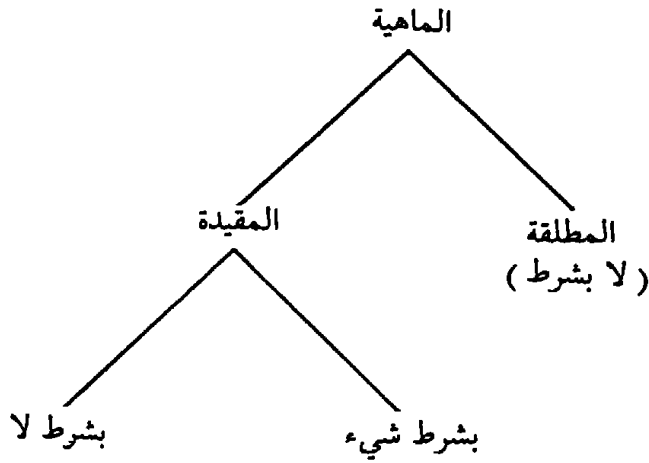 الماهية
المطلقة
(لا بشرط)
المقيدة
بشرط شيء
بشرط لا